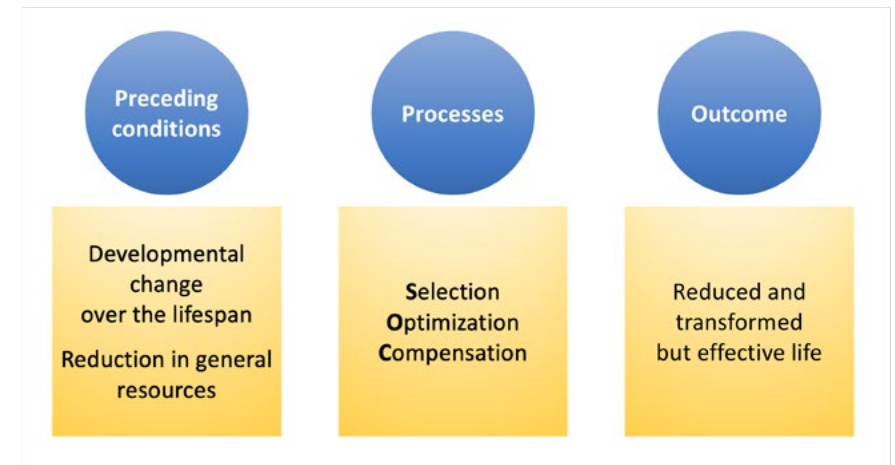 Preceding
conditions
Developmental
change
over the lifespan
Reduction in general
resources
Processes
Selection
Optimization
Compensation
Outcome
Reduced and
transformed
but effective life